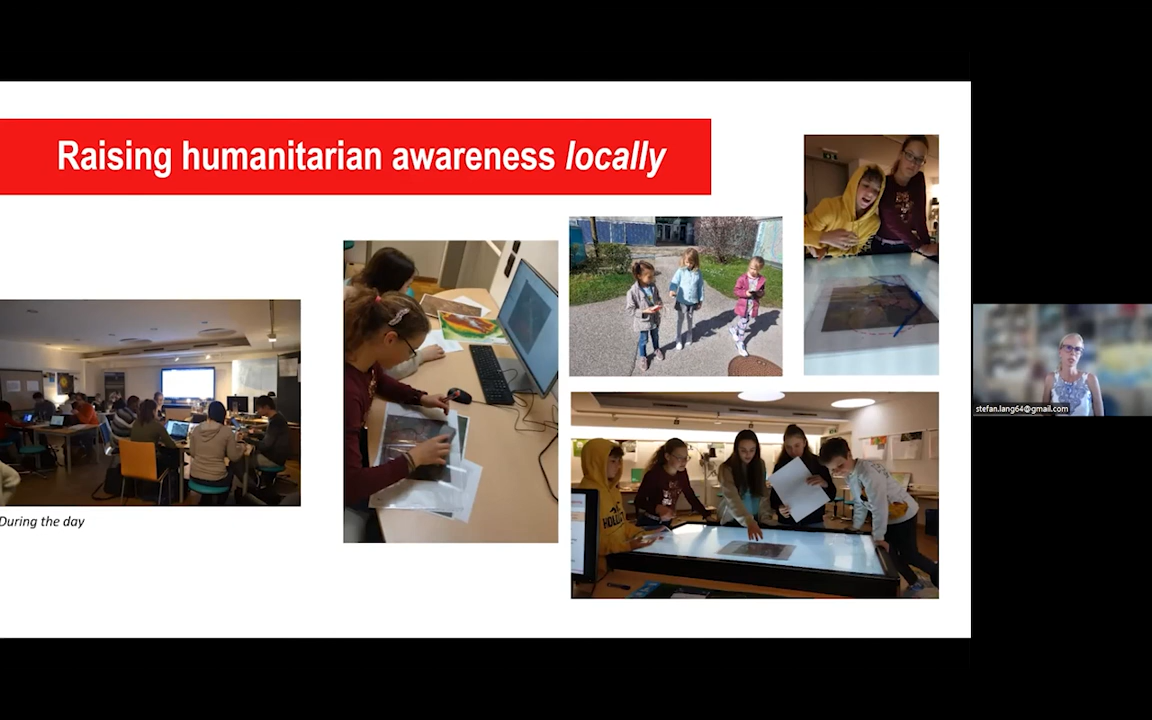 Raising humanitarian awareness locally
During the day
stefan.lang64@gmail.com